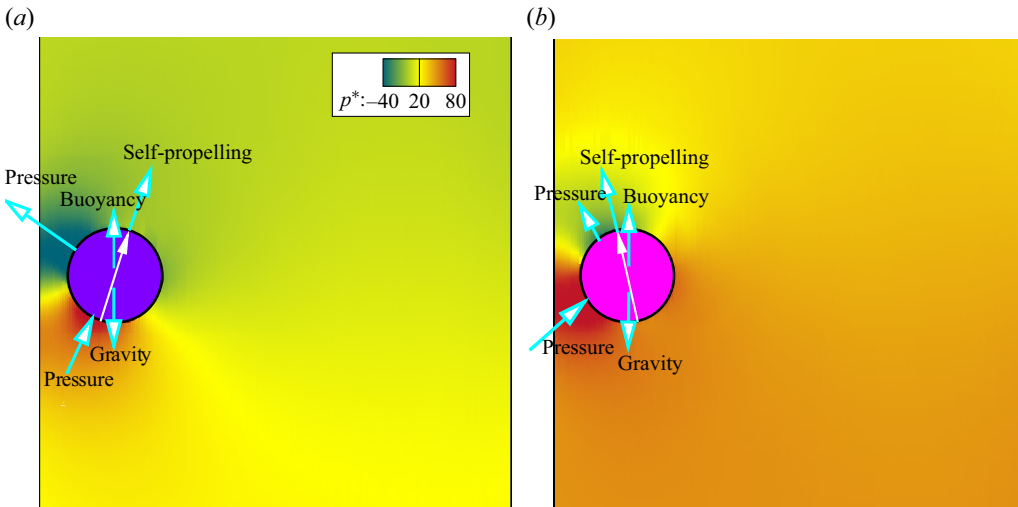 (a)
p*:–40 20 80
Self-propelling
Pressure
Buoyancy
Gravity
Pressure
(b)
Self-propelling
Pressure
Buoyancy
Pressure
Gravity